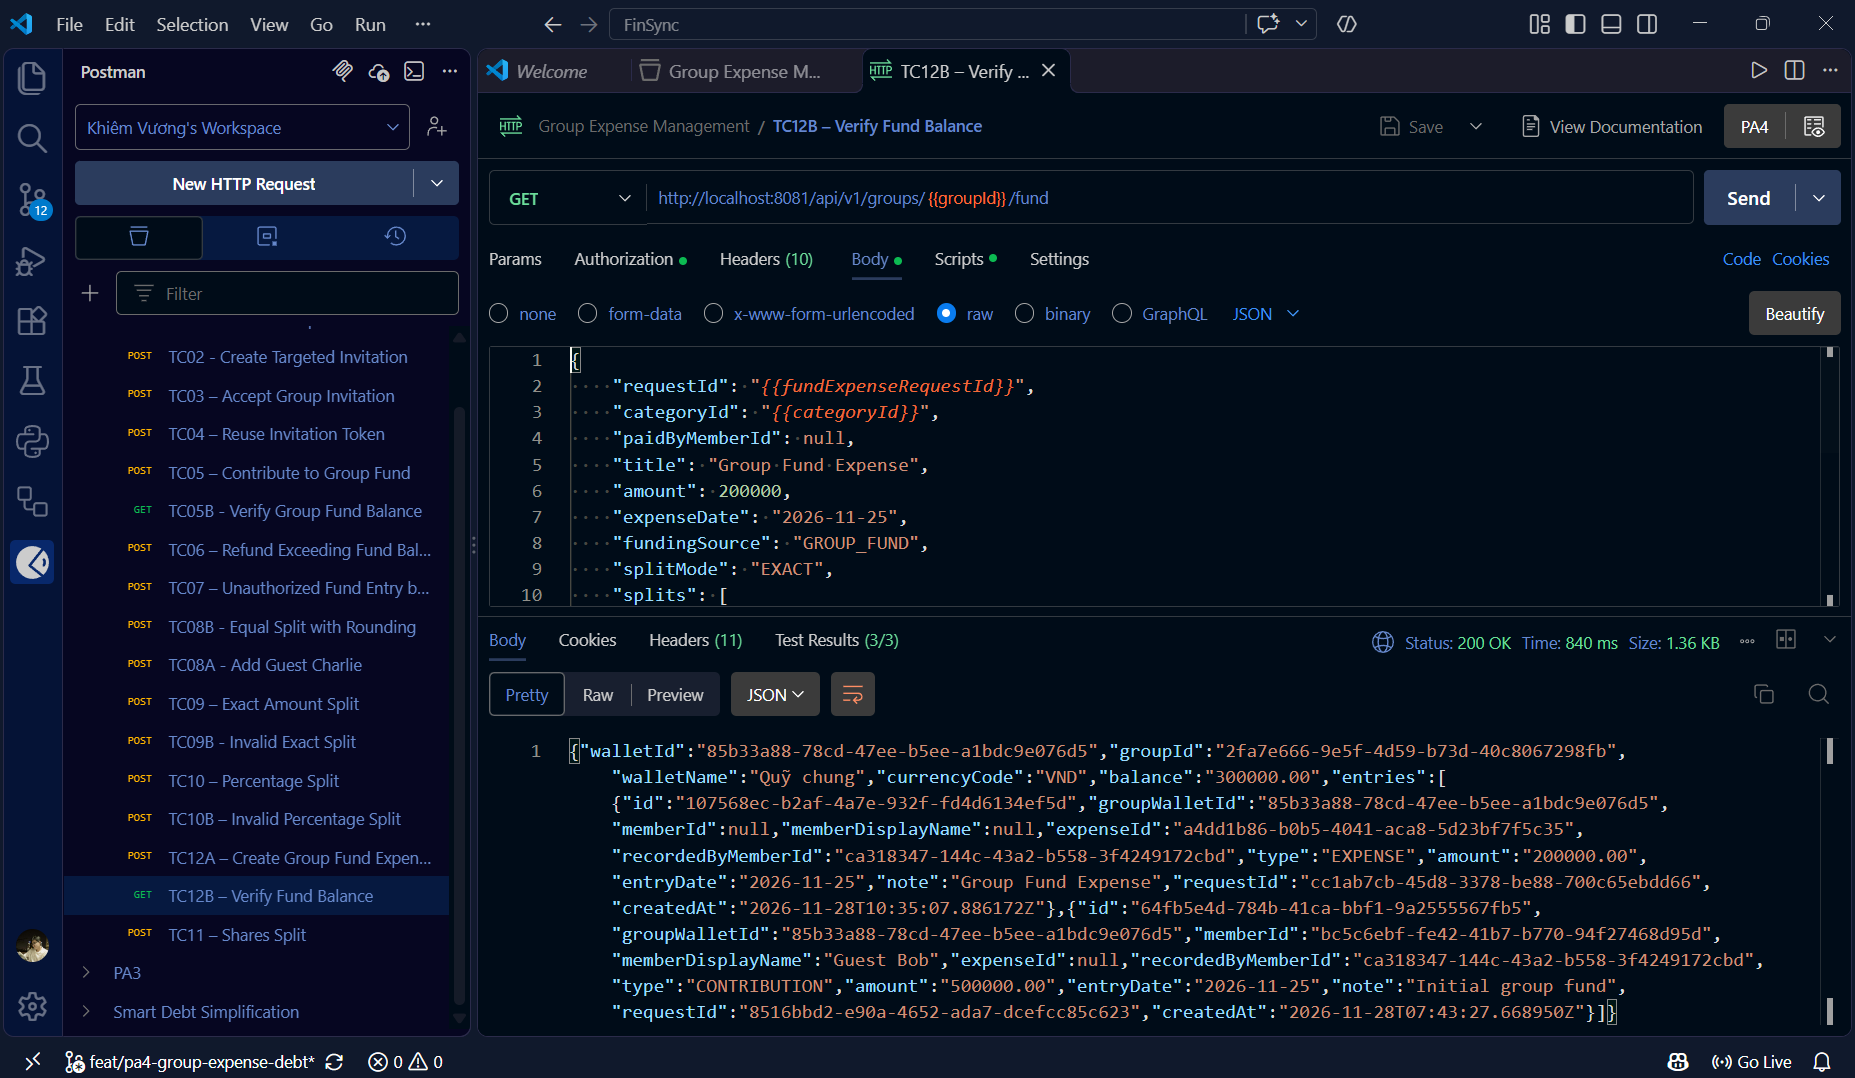 File Edit Selection View Go Run ··· FinSync
Postman
Welcome Group Expense M... TC12B – Verify ...
Khiêm Vương's Workspace
Group Expense Management / TC12B – Verify Fund Balance Save View Documentation PA4
New HTTP Request
GET http://localhost:8081/api/v1/groups/{{groupId}}/fund Send
12
Params Authorization Headers (10) Body Scripts Settings Code Cookies
Filter
none form-data x-www-form-urlencoded raw binary GraphQL JSON Beautify
POST TC02 - Create Targeted Invitation
POST TC03 – Accept Group Invitation
POST TC04 – Reuse Invitation Token
POST TC05 – Contribute to Group Fund
GET TC05B - Verify Group Fund Balance
POST TC06 – Refund Exceeding Fund Bal...
POST TC07 – Unauthorized Fund Entry b...
POST TC08B - Equal Split with Rounding
POST TC08A - Add Guest Charlie
POST TC09 – Exact Amount Split
POST TC09B - Invalid Exact Split
POST TC10 – Percentage Split
POST TC10B – Invalid Percentage Split
POST TC12A – Create Group Fund Expen...
GET TC12B – Verify Fund Balance
POST TC11 – Shares Split
PA3
Smart Debt Simplification
1 {
2 ····"requestId":·"{{fundExpenseRequestId}}",
3 ····"categoryId":·"{{categoryId}}",
4 ····"paidByMemberId":·null,
5 ····"title":·"Group·Fund·Expense",
6 ····"amount":·200000,
7 ····"expenseDate":·"2026-11-25",
8 ····"fundingSource":·"GROUP_FUND",
9 ····"splitMode":·"EXACT",
10 ····"splits":·[
Body Cookies Headers (11) Test Results (3/3) Status: 200 OK Time: 840 ms Size: 1.36 KB
Pretty Raw Preview JSON
1 {"walletId":"85b33a88-78cd-47ee-b5ee-a1bdc9e076d5","groupId":"2fa7e666-9e5f-4d59-b73d-40c8067298fb",
"walletName":"Quỹ chung","currencyCode":"VND","balance":"300000.00","entries":[
{"id":"107568ec-b2af-4a7e-932f-fd4d6134ef5d","groupWalletId":"85b33a88-78cd-47ee-b5ee-a1bdc9e076d5",
"memberId":null,"memberDisplayName":null,"expenseId":"a4dd1b86-b0b5-4041-aca8-5d23bf7f5c35",
"recordedByMemberId":"ca318347-144c-43a2-b558-3f4249172cbd","type":"EXPENSE","amount":"200000.00",
"entryDate":"2026-11-25","note":"Group Fund Expense","requestId":"cc1ab7cb-45d8-3378-be88-700c65ebdd66",
"createdAt":"2026-11-28T10:35:07.886172Z"},{"id":"64fb5e4d-784b-41ca-bbf1-9a2555567fb5",
"groupWalletId":"85b33a88-78cd-47ee-b5ee-a1bdc9e076d5","memberId":"bc5c6ebf-fe42-41b7-b770-94f27468d95d",
"memberDisplayName":"Guest Bob","expenseId":null,"recordedByMemberId":"ca318347-144c-43a2-b558-3f4249172cbd",
"type":"CONTRIBUTION","amount":"500000.00","entryDate":"2026-11-25","note":"Initial group fund",
"requestId":"8516bbd2-e90a-4652-ada7-dcefcc85c623","createdAt":"2026-11-28T07:43:27.668950Z"}]}
feat/pa4-group-expense-debt* 0 0 Go Live